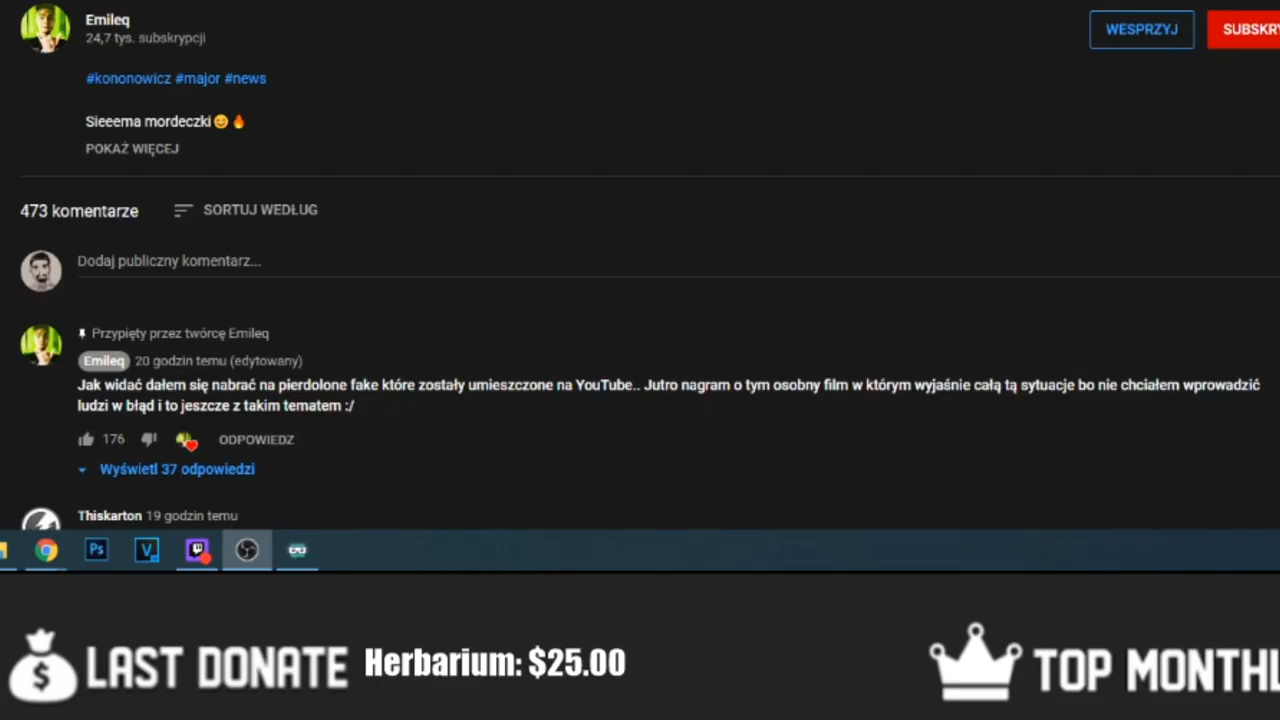 Emileq
24,7 tys. subskrypcji
WESPRZYJ
SUBSKRY
#kononowicz #major #news
Sieeema mordeczki😊🔥
POKAŻ WIĘCEJ
473 komentarze
SORTUJ WEDŁUG
Dodaj publiczny komentarz...
Przypięty przez twórcę Emileq
Emileq 20 godzin temu (edytowany)
Jak widać dałem się nabrać na pierdolone fake które zostały umieszczone na YouTube.. Jutro nagram o tym osobny film w którym wyjaśnie całą tą sytuacje bo nie chciałem wprowadzić
ludzi w błąd i to jeszcze z takim tematem :/
176
ODPOWIEDZ
Wyświetl 37 odpowiedzi
Thiskarton 19 godzin temu
Ps
V
$
LAST DONATE
Herbarium: $25.00
TOP MONTHL